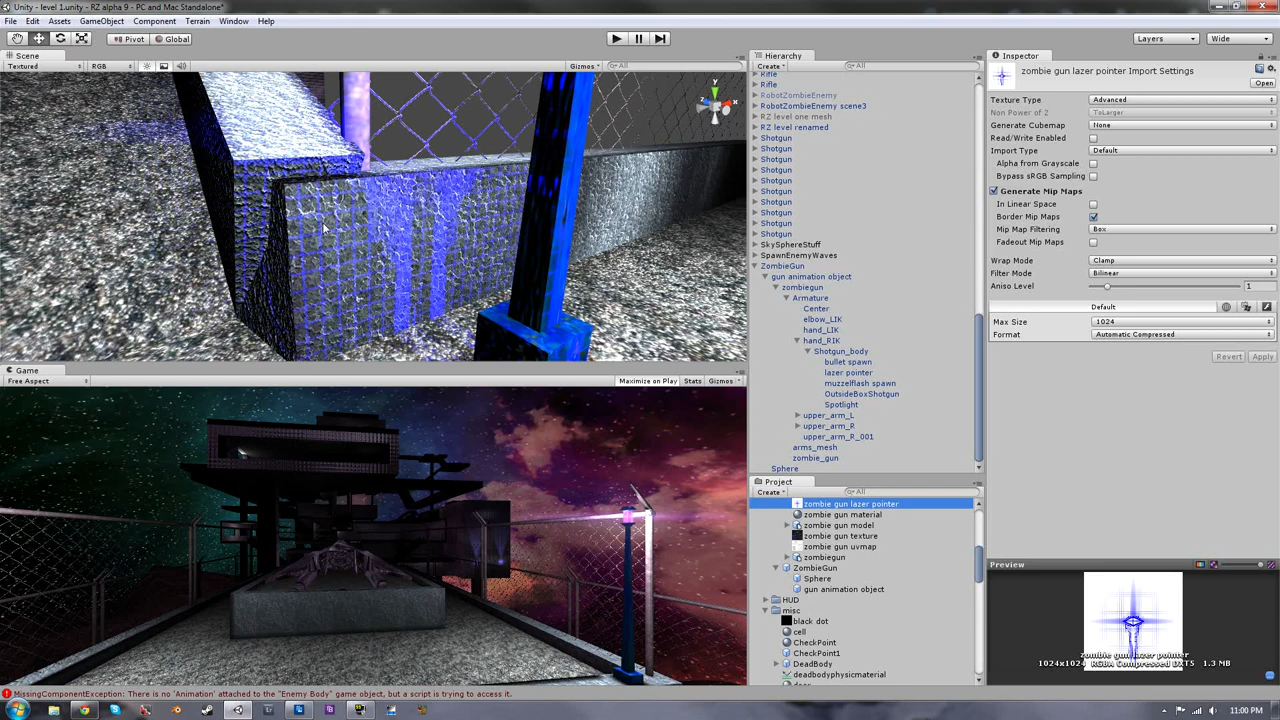 Unity - level 1.unity - RZ alpha 9 - PC and Mac Standalone*
File Edit Assets GameObject Component Terrain Window Help
Pivot Global Layers Wide
Scene
Textured RGB Gizmos All
y
x
z
Game
Free Aspect Maximize on Play Stats Gizmos
Hierarchy
Create All
Rifle
Rifle
RobotZombieEnemy
RobotZombieEnemy scene3
RZ level one mesh
RZ level renamed
Shotgun
Shotgun
Shotgun
Shotgun
Shotgun
Shotgun
Shotgun
Shotgun
Shotgun
Shotgun
SkySphereStuff
SpawnEnemyWaves
ZombieGun
gun animation object
zombiegun
Armature
Center
elbow_LIK
hand_LIK
hand_RIK
Shotgun_body
bullet spawn
lazer pointer
muzzelflash spawn
OutsideBoxShotgun
Spotlight
upper_arm_L
upper_arm_R
upper_arm_R_001
arms_mesh
zombie_gun
Sphere
Project
Create All
zombie gun lazer pointer
zombie gun material
zombie gun model
zombie gun texture
zombie gun uvmap
zombiegun
ZombieGun
Sphere
gun animation object
HUD
misc
black dot
cell
CheckPoint
CheckPoint1
DeadBody
deadbodyphysicmaterial
Inspector
zombie gun lazer pointer Import Settings
Open
Texture Type Advanced
Non Power of 2 ToLarger
Generate Cubemap None
Read/Write Enabled
Import Type Default
Alpha from Grayscale
Bypass sRGB Sampling
Generate Mip Maps
In Linear Space
Border Mip Maps
Mip Map Filtering Box
Fadeout Mip Maps
Wrap Mode Clamp
Filter Mode Bilinear
Aniso Level 1
Default
Max Size 1024
Format Automatic Compressed
Revert Apply
Preview
zombie gun lazer pointer
1024x1024 RGBA Compressed DXT5 1.3 MB
MissingComponentException: There is no 'Animation' attached to the "Enemy Body" game object, but a script is trying to access it.
11:00 PM